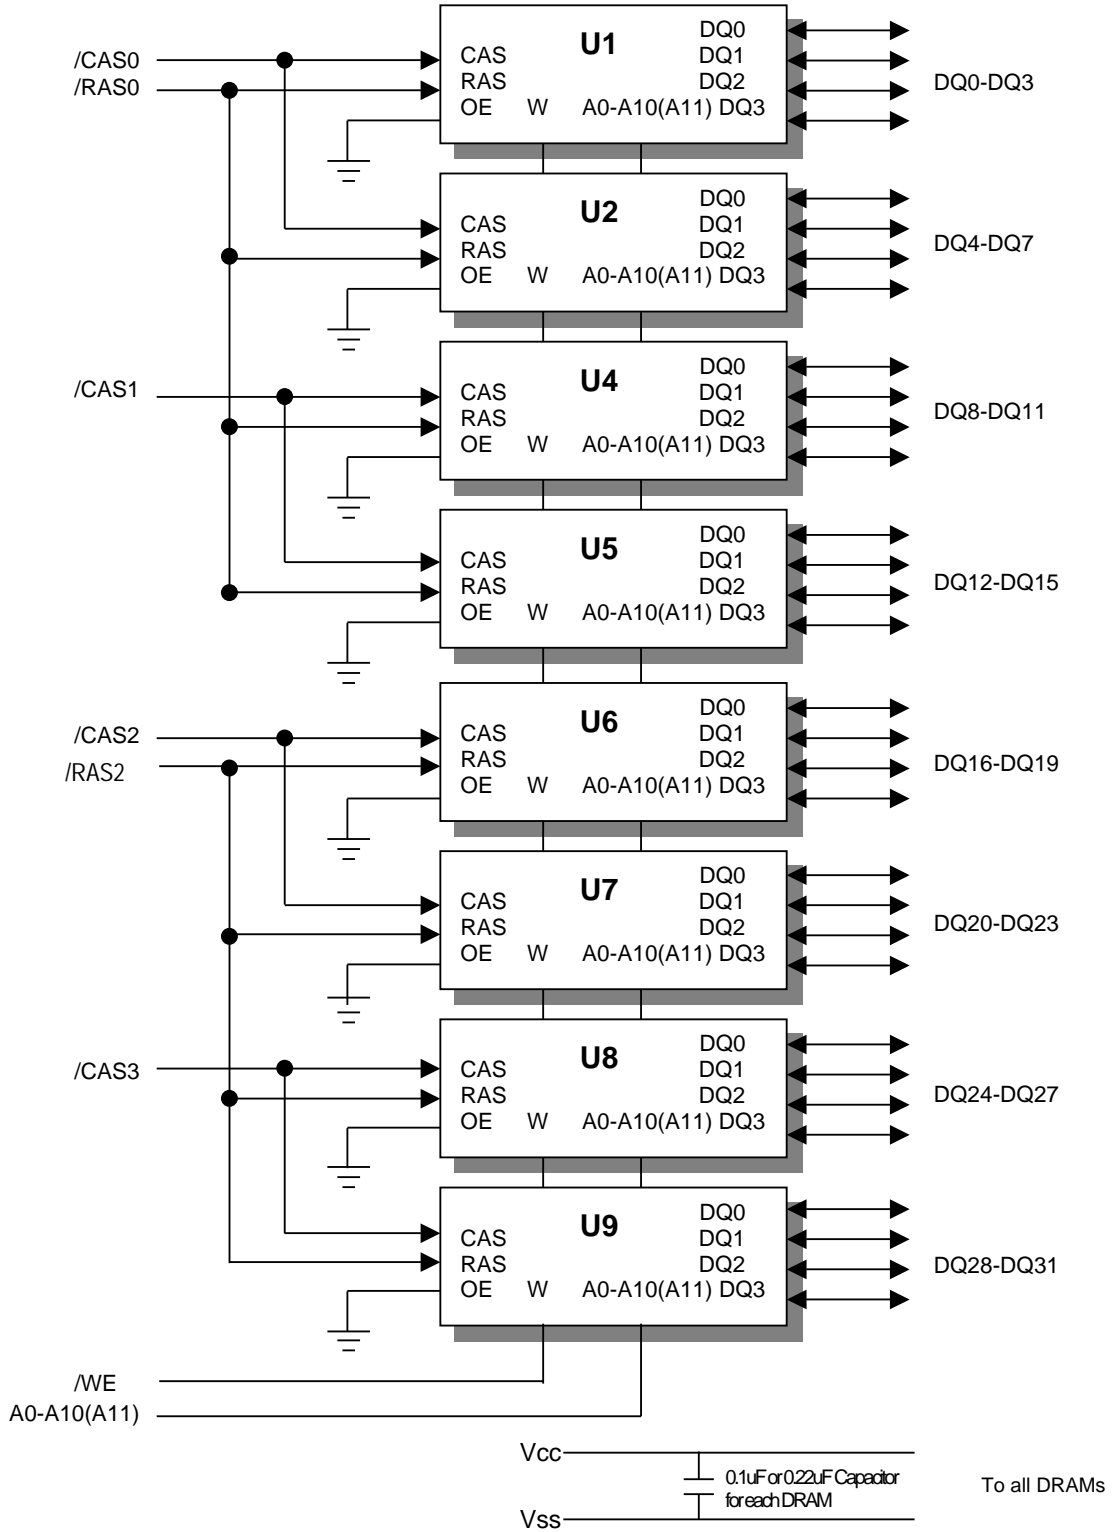 /CAS0
/RAS0
U1
CAS
RAS
OE W A0-A10(A11) DQ3
DQ0
DQ1
DQ2
DQ0-DQ3
U2
CAS
RAS
OE W A0-A10(A11) DQ3
DQ0
DQ1
DQ2
DQ4-DQ7
/CAS1
U4
CAS
RAS
OE W A0-A10(A11) DQ3
DQ0
DQ1
DQ2
DQ8-DQ11
U5
CAS
RAS
OE W A0-A10(A11) DQ3
DQ0
DQ1
DQ2
DQ12-DQ15
/CAS2
/RAS2
U6
CAS
RAS
OE W A0-A10(A11) DQ3
DQ0
DQ1
DQ2
DQ16-DQ19
U7
CAS
RAS
OE W A0-A10(A11) DQ3
DQ0
DQ1
DQ2
DQ20-DQ23
/CAS3
U8
CAS
RAS
OE W A0-A10(A11) DQ3
DQ0
DQ1
DQ2
DQ24-DQ27
U9
CAS
RAS
OE W A0-A10(A11) DQ3
DQ0
DQ1
DQ2
DQ28-DQ31
/WE
A0-A10(A11)
Vcc
0.1uF or 0.22uF Capacitor
for each DRAM
To all DRAMs
Vss